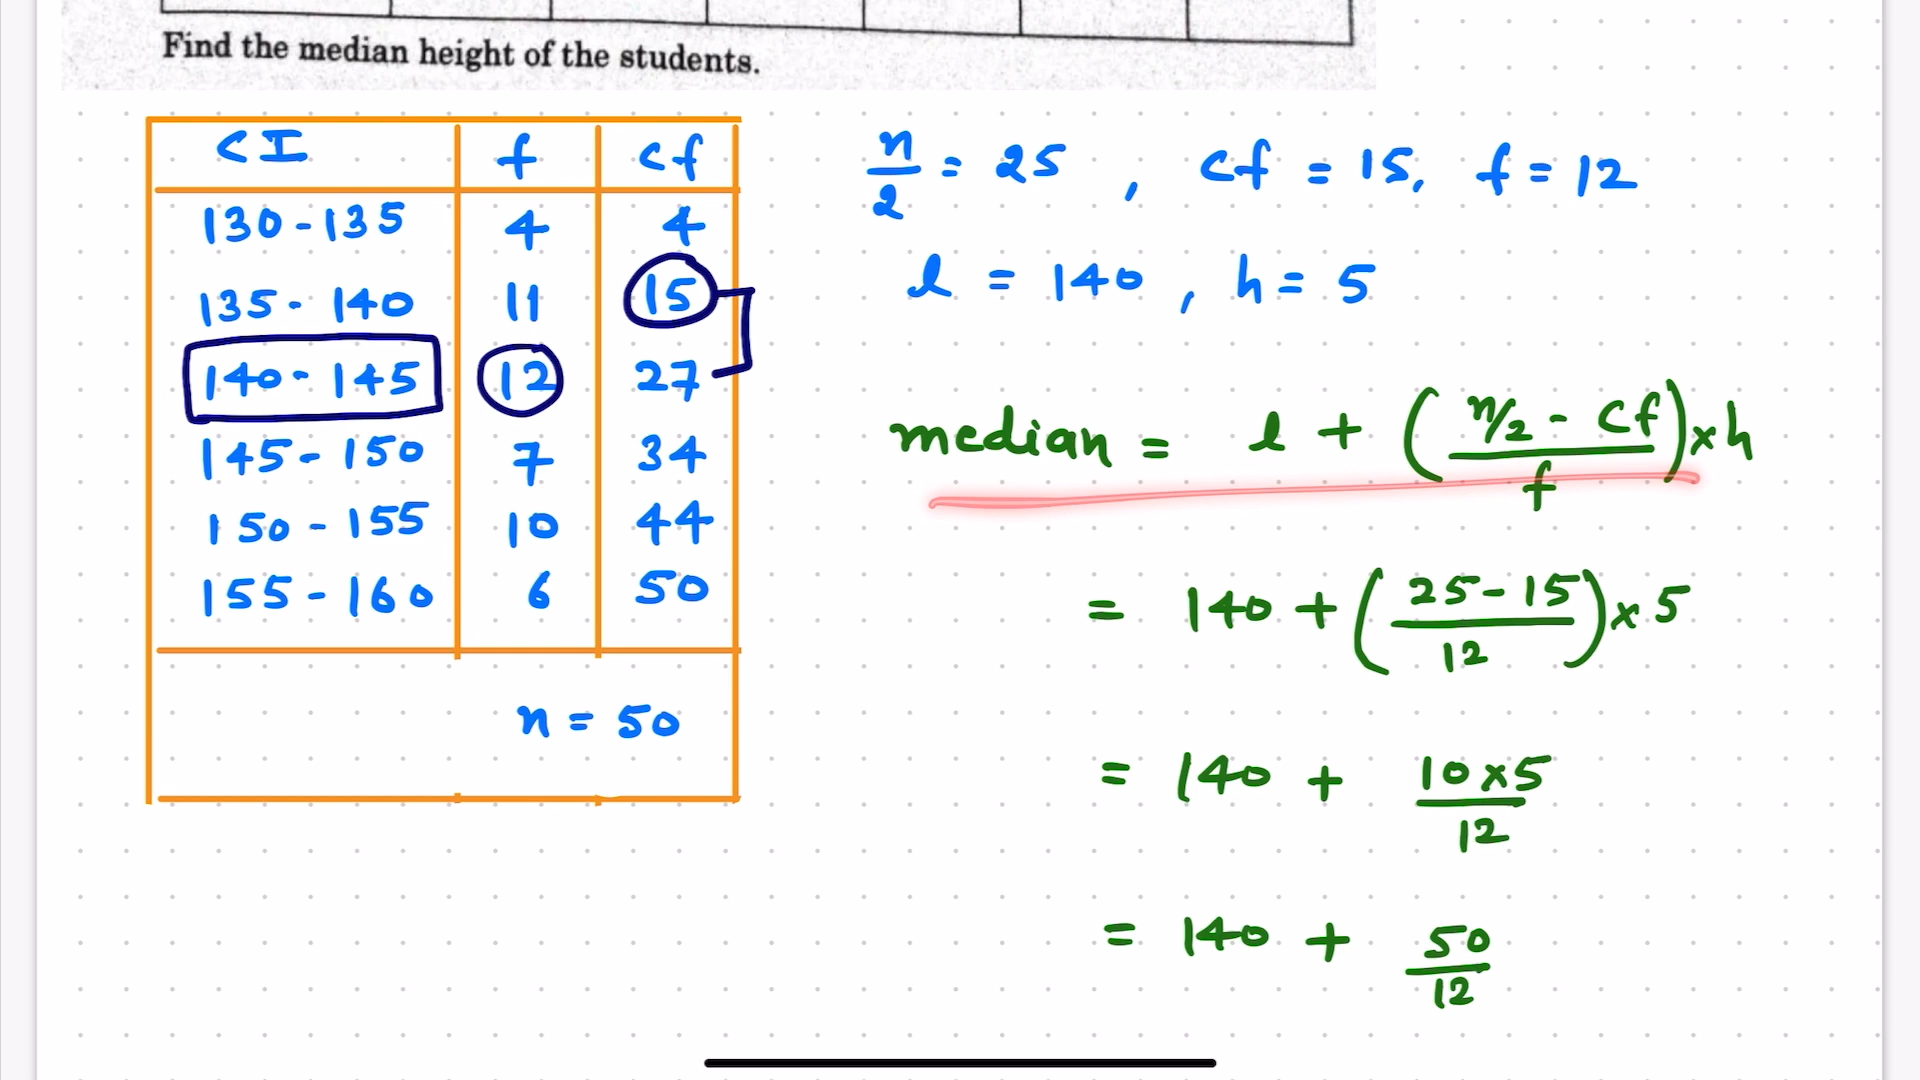 Find the median height of the students.
CI f cf
130-135 4 4
135-140 11 15
140-145 12 27
145-150 7 34
150-155 10 44
155-160 6 50
n = 50
n/2 = 25, cf = 15, f = 12
l = 140, h = 5
median = l + (n/2 - cf / f) × h
= 140 + (25-15 / 12) × 5
= 140 + 10×5 / 12
= 140 + 50/12